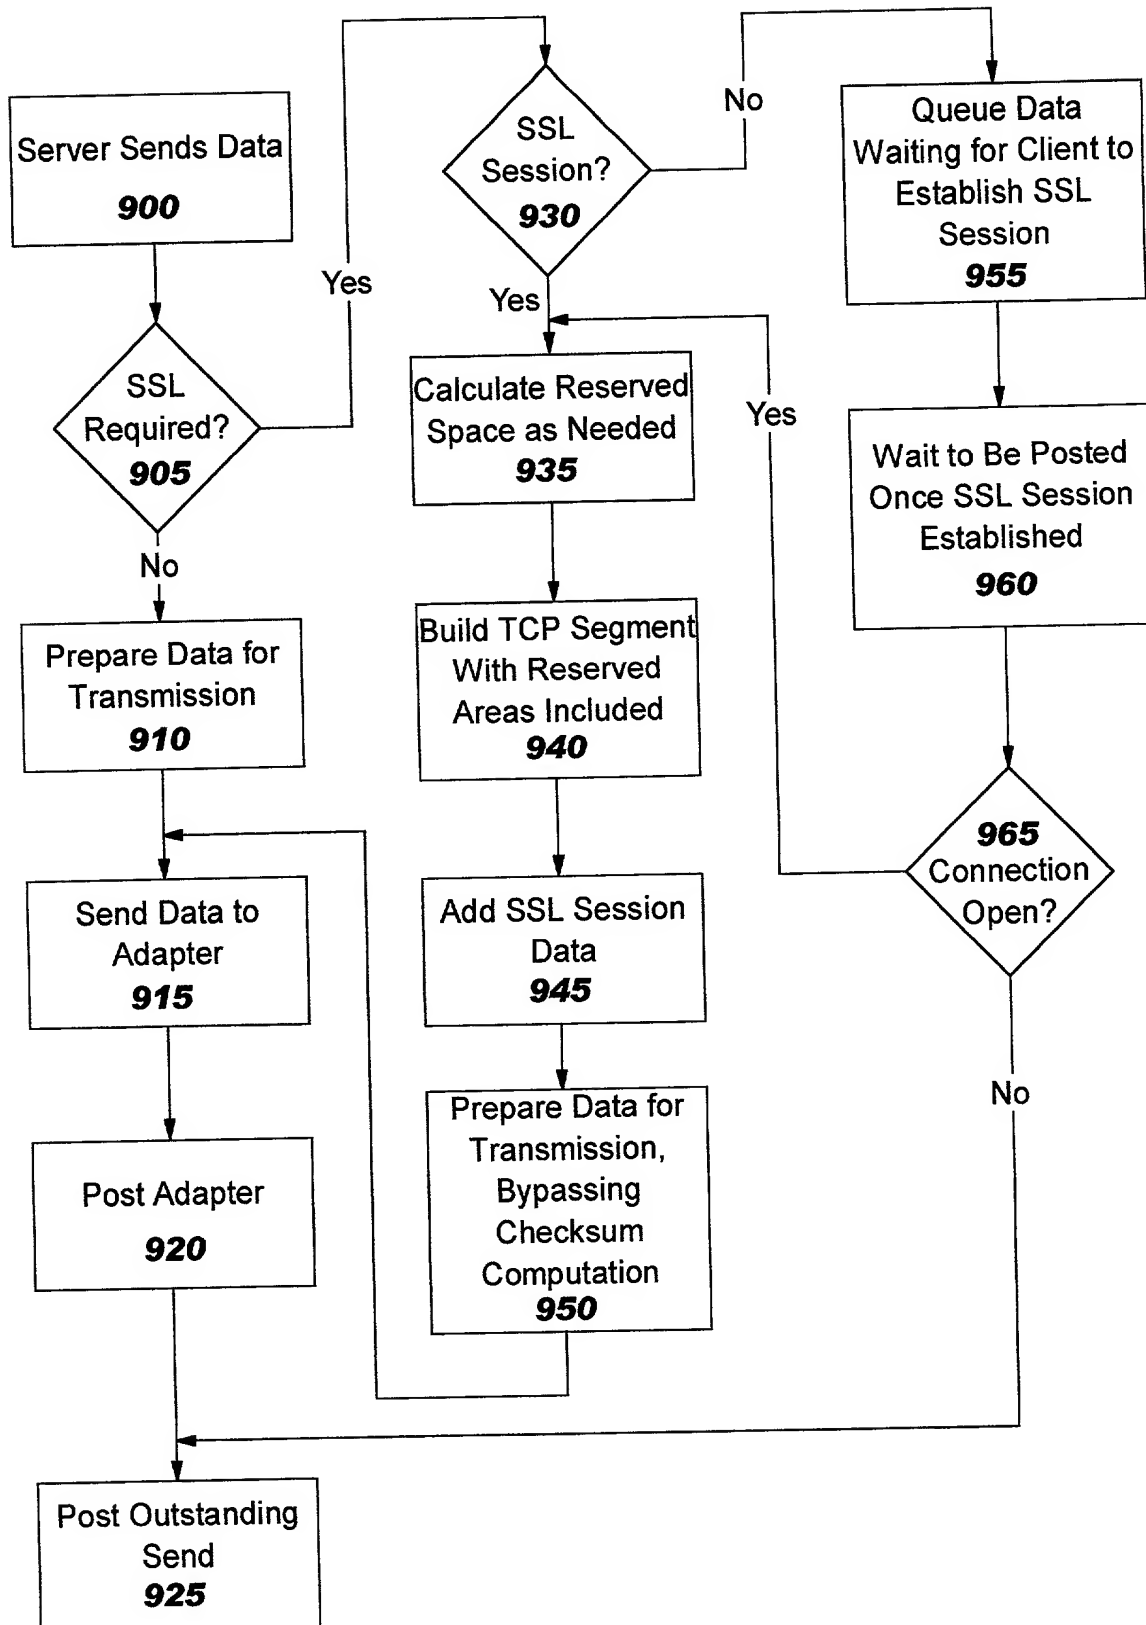 Server Sends Data
900
SSL
Required?
905
Yes
No
Prepare Data for
Transmission
910
Send Data to
Adapter
915
Post Adapter
920
Post Outstanding
Send
925
SSL
Session?
930
No
Yes
Calculate Reserved
Space as Needed
935
Build TCP Segment
With Reserved
Areas Included
940
Add SSL Session
Data
945
Prepare Data for
Transmission,
Bypassing
Checksum
Computation
950
Queue Data
Waiting for Client to
Establish SSL
Session
955
Wait to Be Posted
Once SSL Session
Established
960
965
Connection
Open?
Yes
No